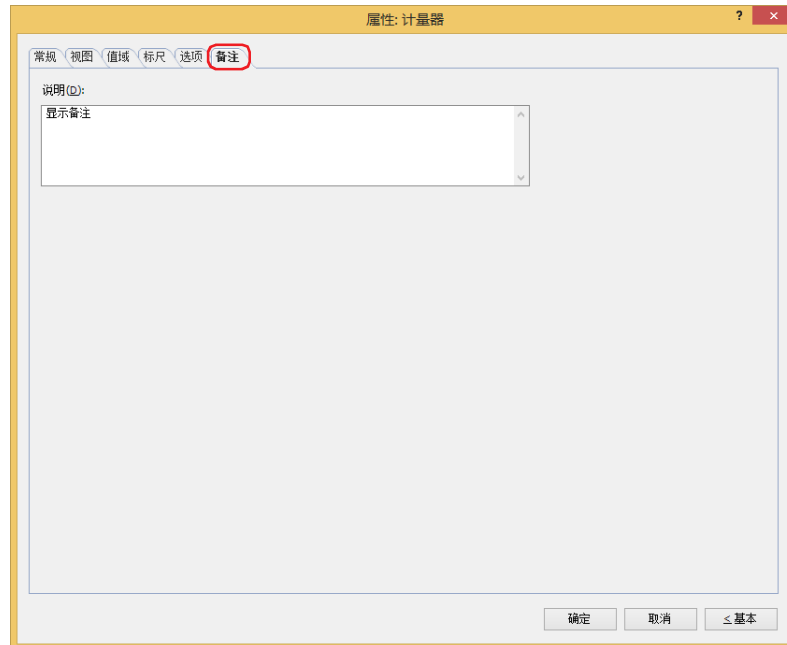 属性: 计量器
?
×
常规 视图 值域 标尺 选项 备注
说明(D):
显示备注
确定 取消 <基本